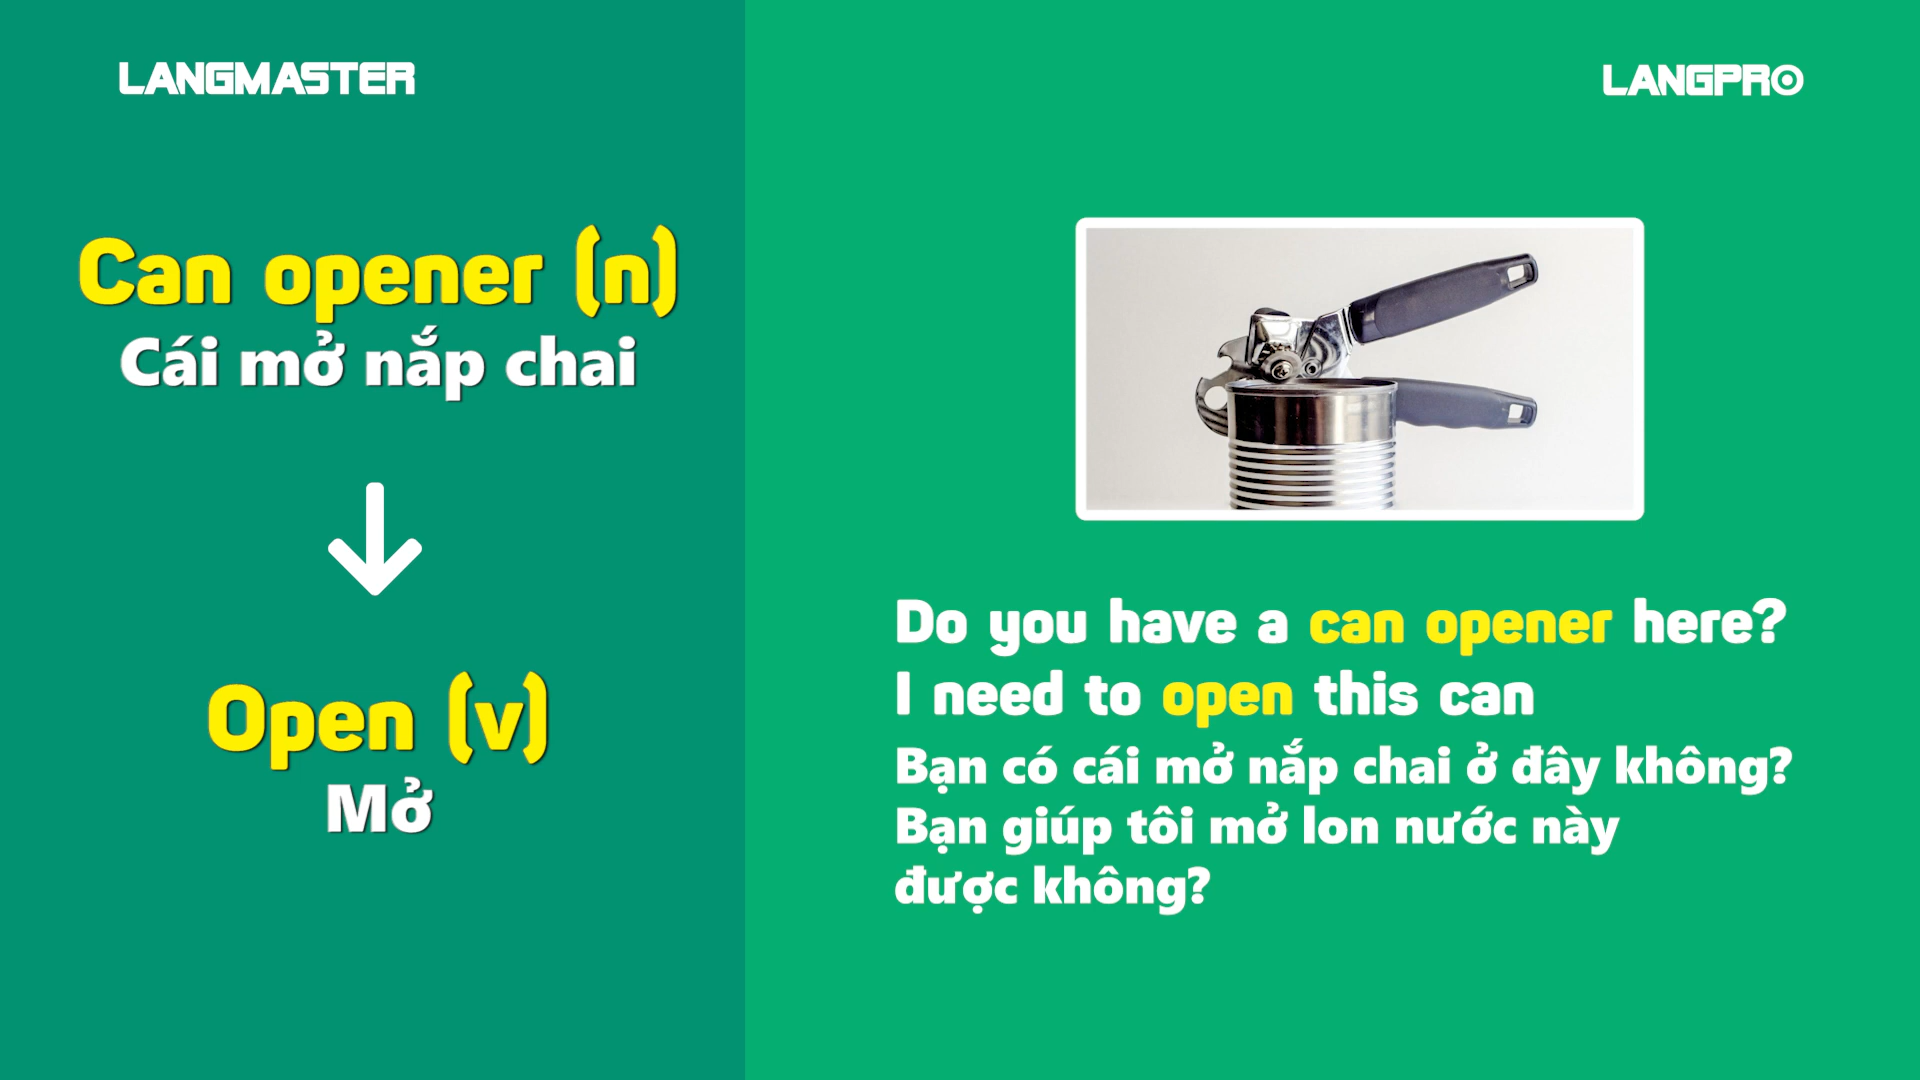 LANGMASTER
LANGPRO
Can opener (n)
Cái mở nắp chai
Open (v)
Mở
Do you have a can opener here?
I need to open this can
Bạn có cái mở nắp chai ở đây không?
Bạn giúp tôi mở lon nước này
được không?